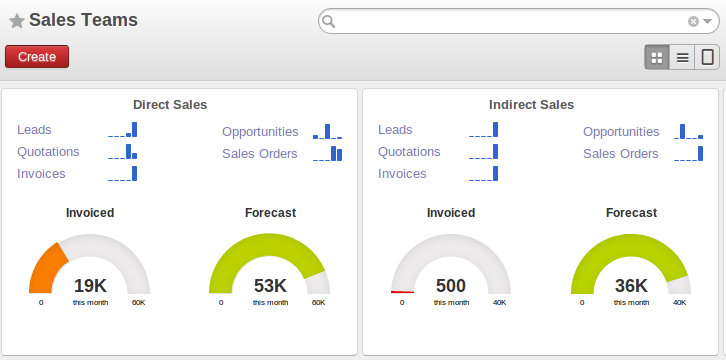 Sales Teams
Create
Direct Sales
Leads
Opportunities
Quotations
Sales Orders
Invoices
Invoiced
Forecast
19K
0 this month 60K
53K
0 this month 60K
Indirect Sales
Leads
Opportunities
Quotations
Sales Orders
Invoices
Invoiced
Forecast
500
0 this month 40K
36K
0 this month 40K